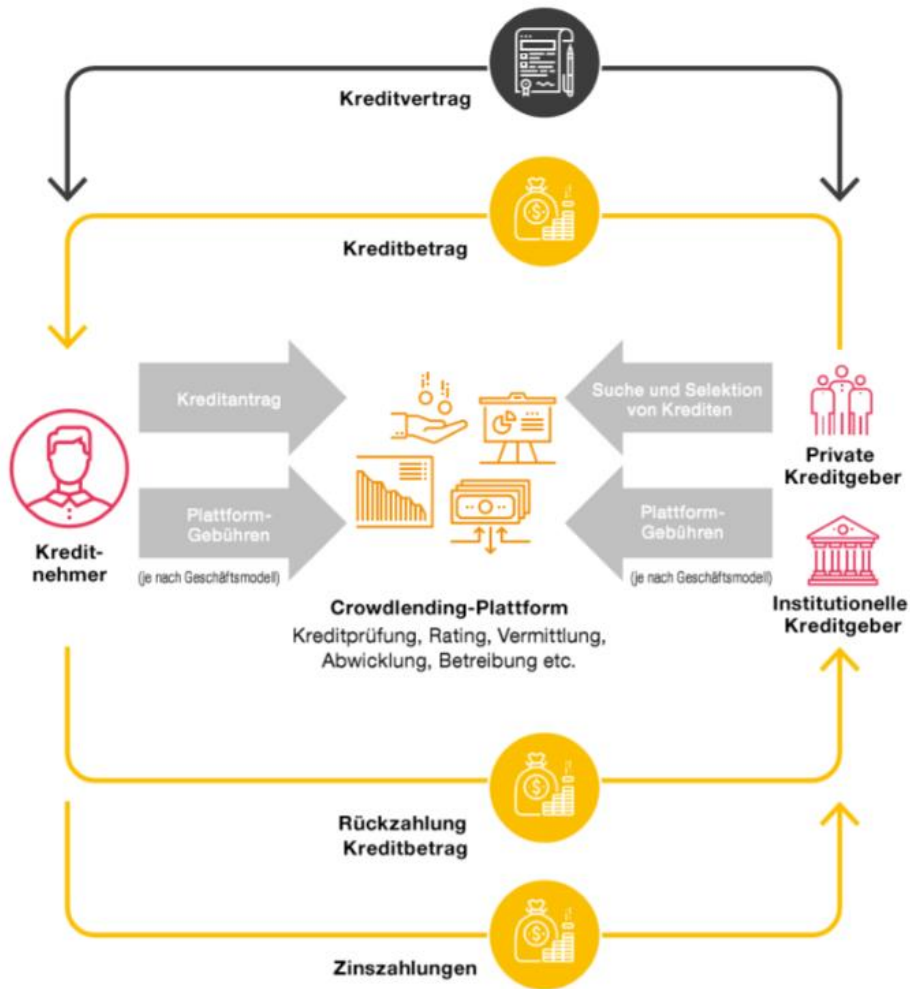 Kreditvertrag
Kreditbetrag
Kreditantrag
Suche und Selektion
von Krediten
Private
Kreditgeber
Kredit-
nehmer
Plattform-
Gebühren
(je nach Geschäftsmodell)
Plattform-
Gebühren
(je nach Geschäftsmodell)
Institutionelle
Kreditgeber
Crowdlending-Plattform
Kreditprüfung, Rating, Vermittlung,
Abwicklung, Betreibung etc.
Rückzahlung
Kreditbetrag
Zinszahlungen